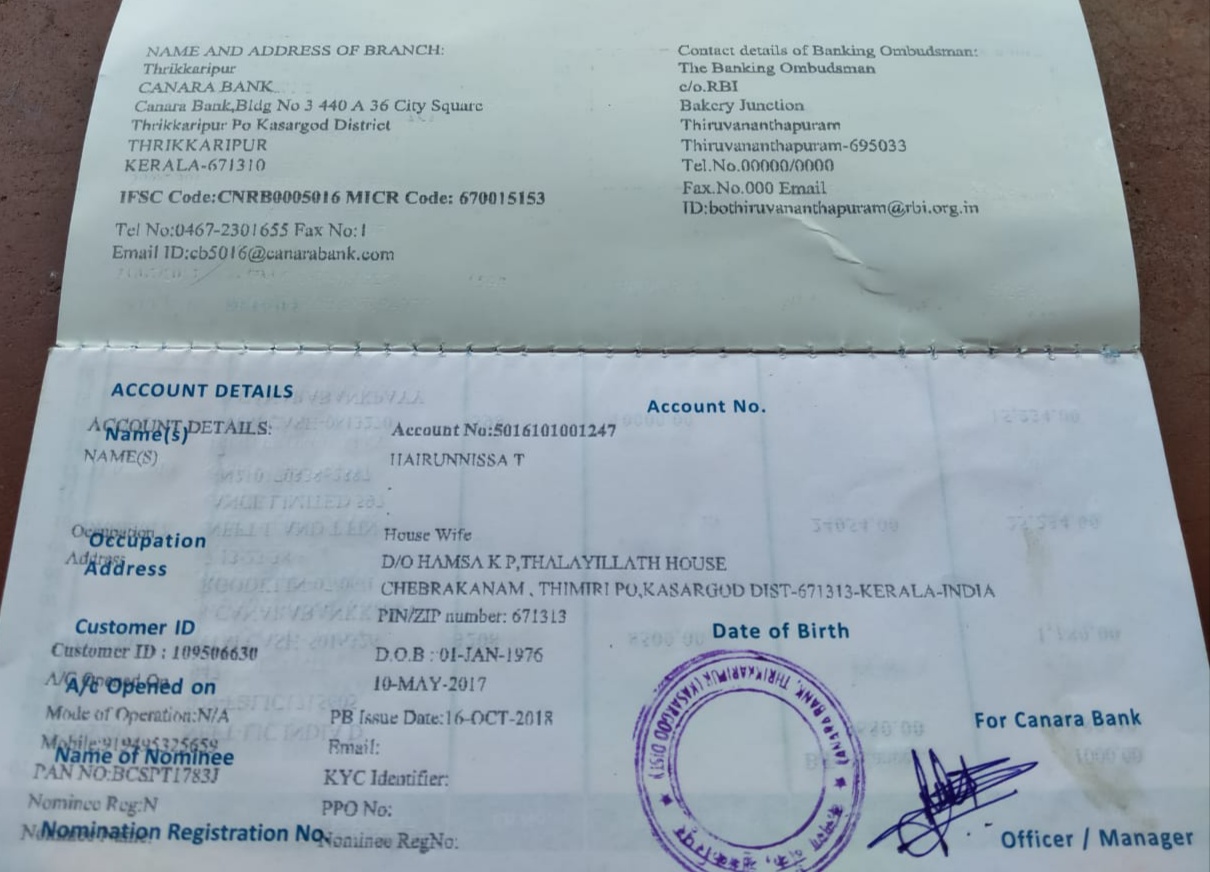 NAME AND ADDRESS OF BRANCH:
Thrikkaripur
CANARA BANK
Canara Bank,Bldg No 3 440 A 36 City Square
Thrikkaripur Po Kasargod District
THRIKKARIPUR
KERALA-671310
IFSC Code:CNRB0005016 MICR Code: 670015153
Tel No:0467-2301655 Fax No:1
Email ID:cb5016@canarabank.com
Contact details of Banking Ombudsman:
The Banking Ombudsman
c/o.RBI
Bakery Junction
Thiruvananthapuram
Thiruvananthapuram-695033
Tel.No.00000/0000
Fax.No.000 Email
ID:bothiruvananthapuram@rbi.org.in
ACCOUNT DETAILS
Account No.
ACCOUNT DETAILS: Account No:5016101001247
Name(s)
NAME(S) HAIRUNNISSA T
Occupation House Wife
Occupation
Address D/O HAMSA K P,THALAYILLATH HOUSE
Address
CHEBRAKANAM , THIMIRI PO,KASARGOD DIST-671313-KERALA-INDIA
PIN/ZIP number: 671313
Customer ID
Date of Birth
Customer ID : 109506630 D.O.B : 01-JAN-1976
A/C Opened On 10-MAY-2017
A/c Opened on
Mode of Operation:N/A PB Issue Date:16-OCT-2018
For Canara Bank
Mobile:919495325659 Email:
Name of Nominee
PAN NO:BCSPT1783J KYC Identifier:
Nominee Reg:N PPO No:
Nomination Registration No.
Nominee RegNo:
Officer / Manager
CANARA BANK, THRIKKARIPUR (KASARGOD DIST)